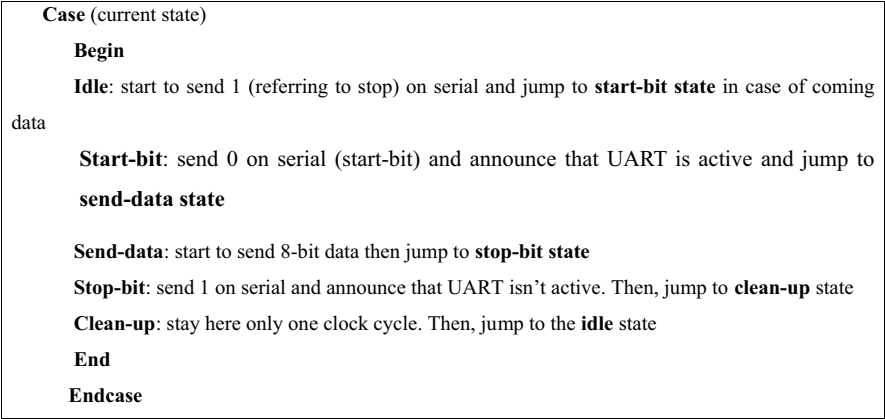 Case (current state)
Begin
Idle: start to send 1 (referring to stop) on serial and jump to start-bit state in case of coming
data
Start-bit: send 0 on serial (start-bit) and announce that UART is active and jump to
send-data state
Send-data: start to send 8-bit data then jump to stop-bit state
Stop-bit: send 1 on serial and announce that UART isn’t active. Then, jump to clean-up state
Clean-up: stay here only one clock cycle. Then, jump to the idle state
End
Endcase